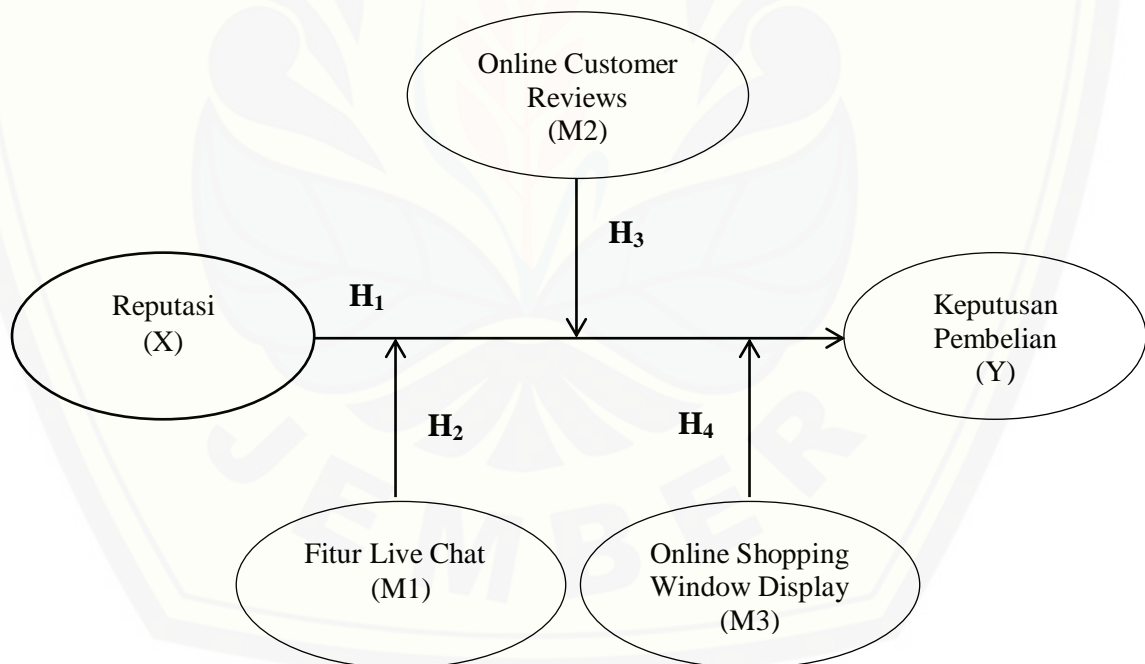 Online Customer
Reviews
(M2)
H3
Reputasi
(X)
H1
Keputusan
Pembelian
(Y)
H2
H4
Fitur Live Chat
(M1)
Online Shopping
Window Display
(M3)
JEMBER